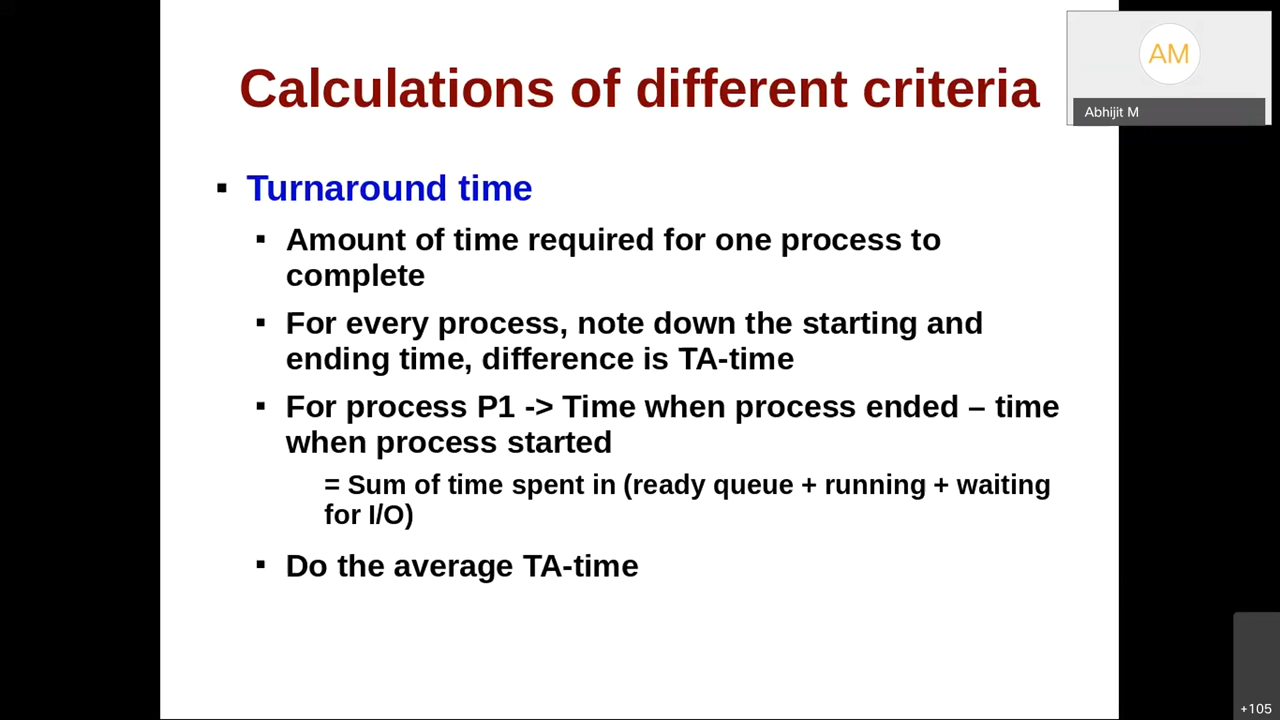 Calculations of different criteria
AM
Abhijit M
▪ Turnaround time
▪ Amount of time required for one process to
complete
▪ For every process, note down the starting and
ending time, difference is TA-time
▪ For process P1 -> Time when process ended – time
when process started
= Sum of time spent in (ready queue + running + waiting
for I/O)
▪ Do the average TA-time
+105